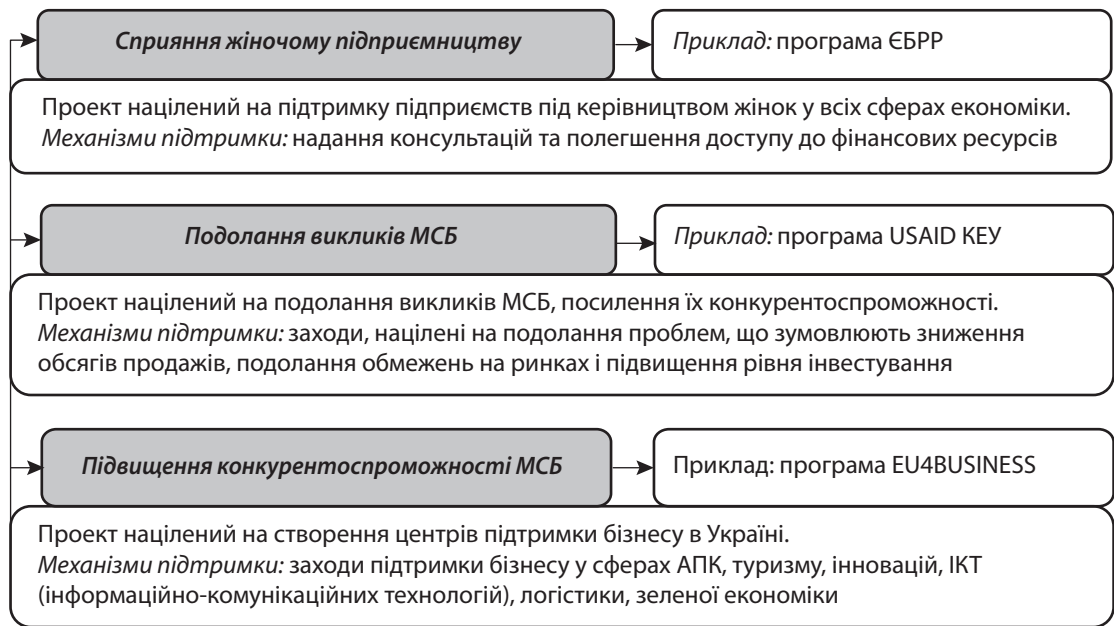 Сприяння жіночому підприємництву
Приклад: програма ЄБРР
Проект націлений на підтримку підприємств під керівництвом жінок у всіх сферах економіки.
Механізми підтримки: надання консультацій та полегшення доступу до фінансових ресурсів
Подолання викликів МСБ
Приклад: програма USAID КЕУ
Проект націлений на подолання викликів МСБ, посилення їх конкурентоспроможності.
Механізми підтримки: заходи, націлені на подолання проблем, що зумовлюють зниження
обсягів продажів, подолання обмежень на ринках і підвищення рівня інвестування
Підвищення конкурентоспроможності МСБ
Приклад: програма EU4BUSINESS
Проект націлений на створення центрів підтримки бізнесу в Україні.
Механізми підтримки: заходи підтримки бізнесу у сферах АПК, туризму, інновацій, ІКТ
(інформаційно-комунікаційних технологій), логістики, зеленої економіки